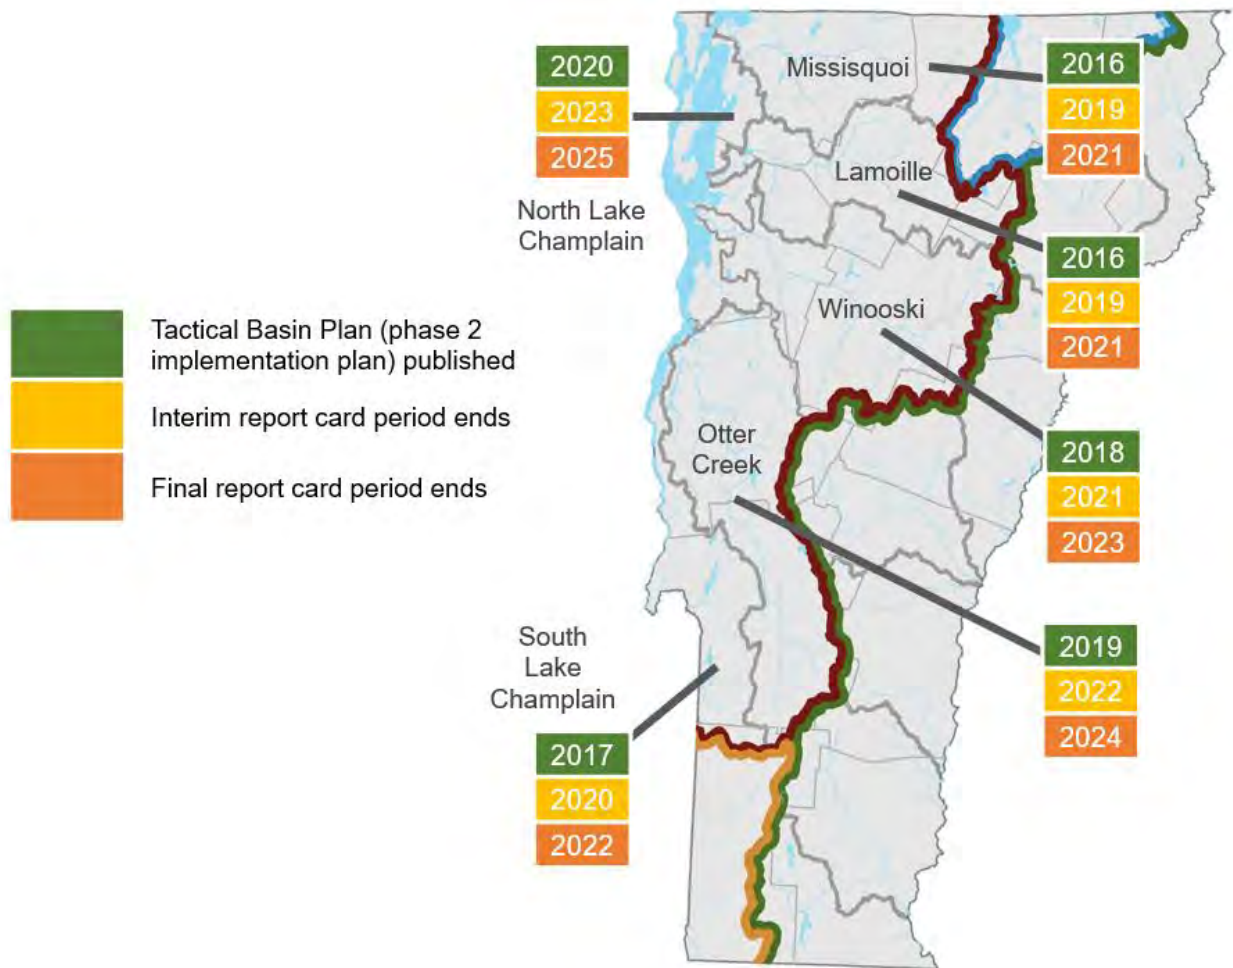 2020
2023
2025
North Lake
Champlain
Missisquoi
2016
2019
2021
Lamoille
2016
2019
2021
Winooski
2018
2021
2023
Tactical Basin Plan (phase 2
implementation plan) published
Interim report card period ends
Final report card period ends
Otter
Creek
2019
2022
2024
South
Lake
Champlain
2017
2020
2022